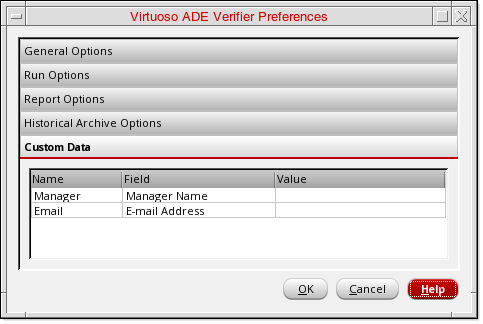 Virtuoso ADE Verifier Preferences
General Options
Run Options
Report Options
Historical Archive Options
Custom Data
Name Field Value
Manager Manager Name
Email E-mail Address
OK Cancel Help